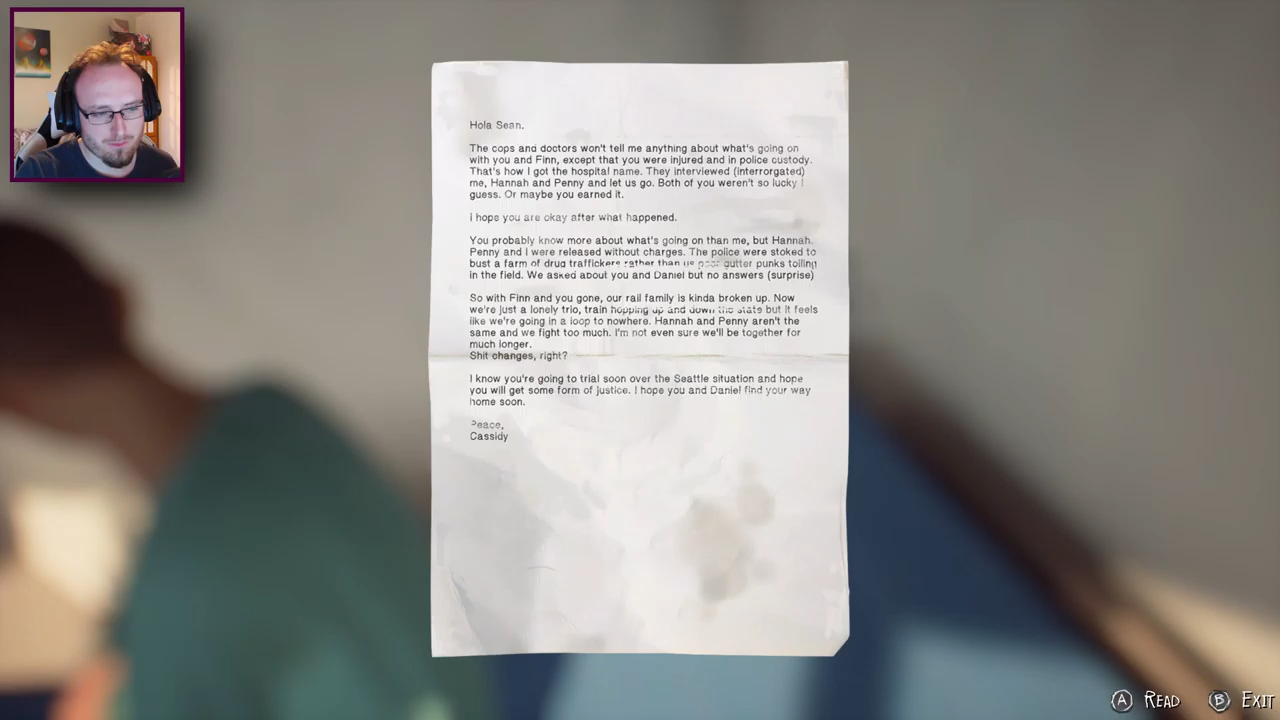 Hola Sean.
The cops and doctors won't tell me anything about what's going on
with you and Finn, except that you were injured and in police custody.
That's how I got the hospital name. They interviewed (interrorgated)
me, Hannah and Penny and let us go. Both of you weren't so lucky I
guess. Or maybe you earned it.
I hope you are okay after what happened.
You probably know more about what's going on than me, but Hannah.
Penny and I were released without charges. The police were stoked to
bust a farm of drug traffickers rather than us poor gutter punks toiling
in the field. We asked about you and Daniel but no answers (surprise)
So with Finn and you gone, our rail family is kinda broken up. Now
we're just a lonely trio, train hopping up and down the state but it feels
like we're going in a loop to nowhere. Hannah and Penny aren't the
same and we fight too much. I'm not even sure we'll be together for
much longer.
Shit changes, right?
I know you're going to trial soon over the Seattle situation and hope
you will get some form of justice. I hope you and Daniel find your way
home soon.
Peace,
Cassidy
A READ B EXIT